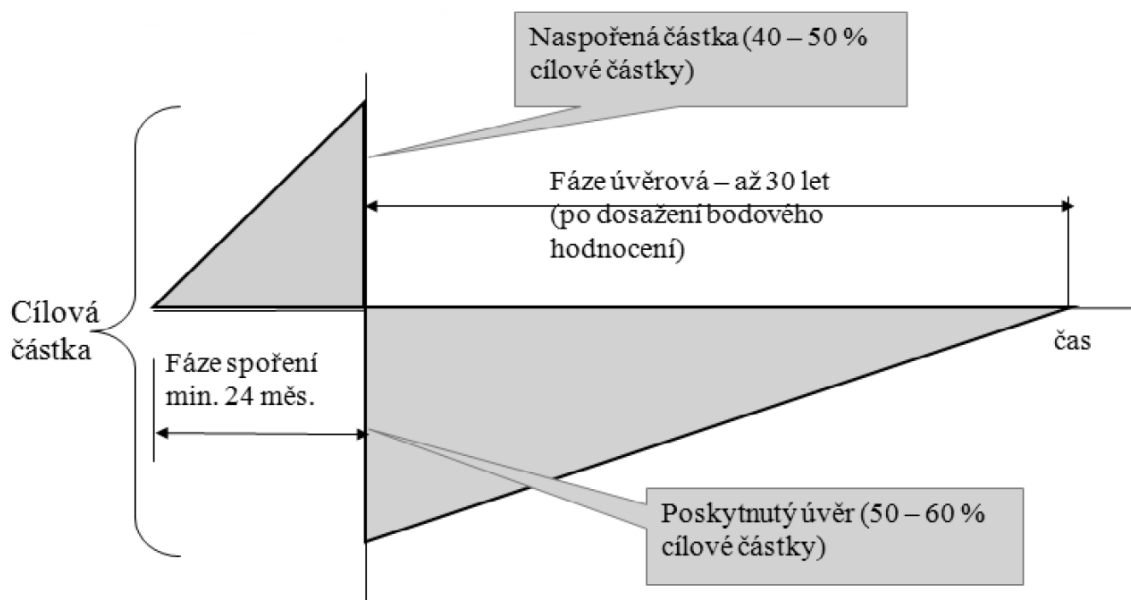 Naspořená částka (40 – 50 %
cílové částky)
Fáze úvěrová – až 30 let
(po dosažení bodového
hodnocení)
Cílová
částka
čas
Fáze spoření
min. 24 měs.
Poskytnutý úvěr (50 – 60 %
cílové částky)